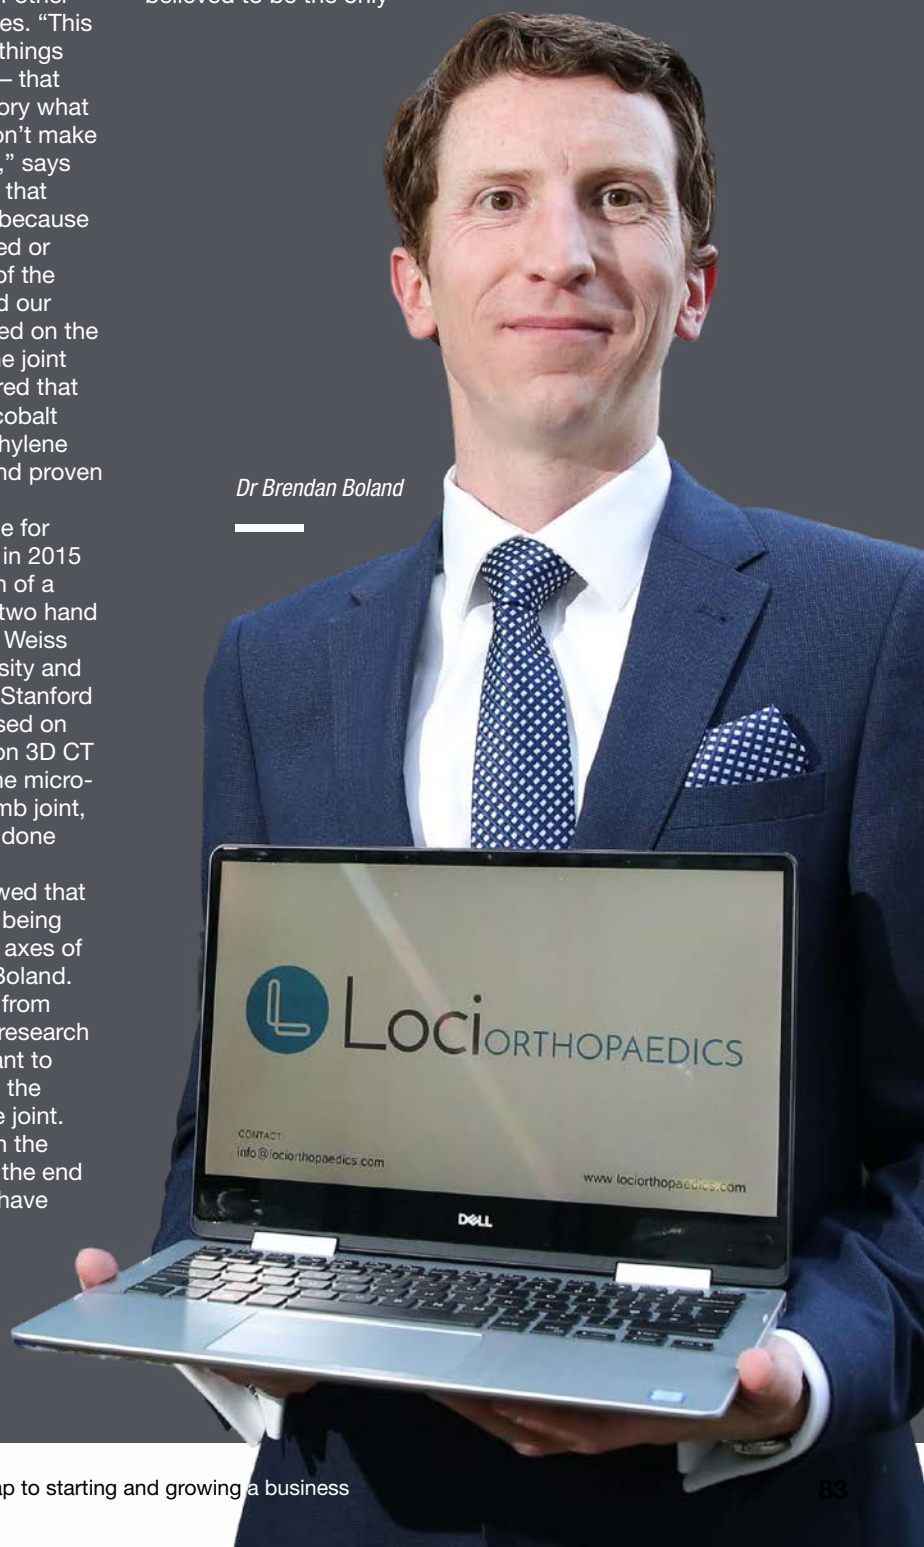 other
es. “This
things
– that
ory what
on’t make
,” says
that
because
ed or
of the
d our
ed on the
e joint
red that
cobalt
hylene
nd proven
e for
in 2015
n of a
two hand
Weiss
sity and
Stanford
sed on
on 3D CT
ne micro-
mb joint,
done
wed that
being
axes of
Boland.
from
research
ant to
the
e joint.
n the
the end
have
believed to be the only
Dr Brendan Boland
L
Loci ORTHOPAEDICS
CONTACT
info@lociorthopaedics.com
www.lociorthopaedics.com
DELL
ap to starting and growing a business
83